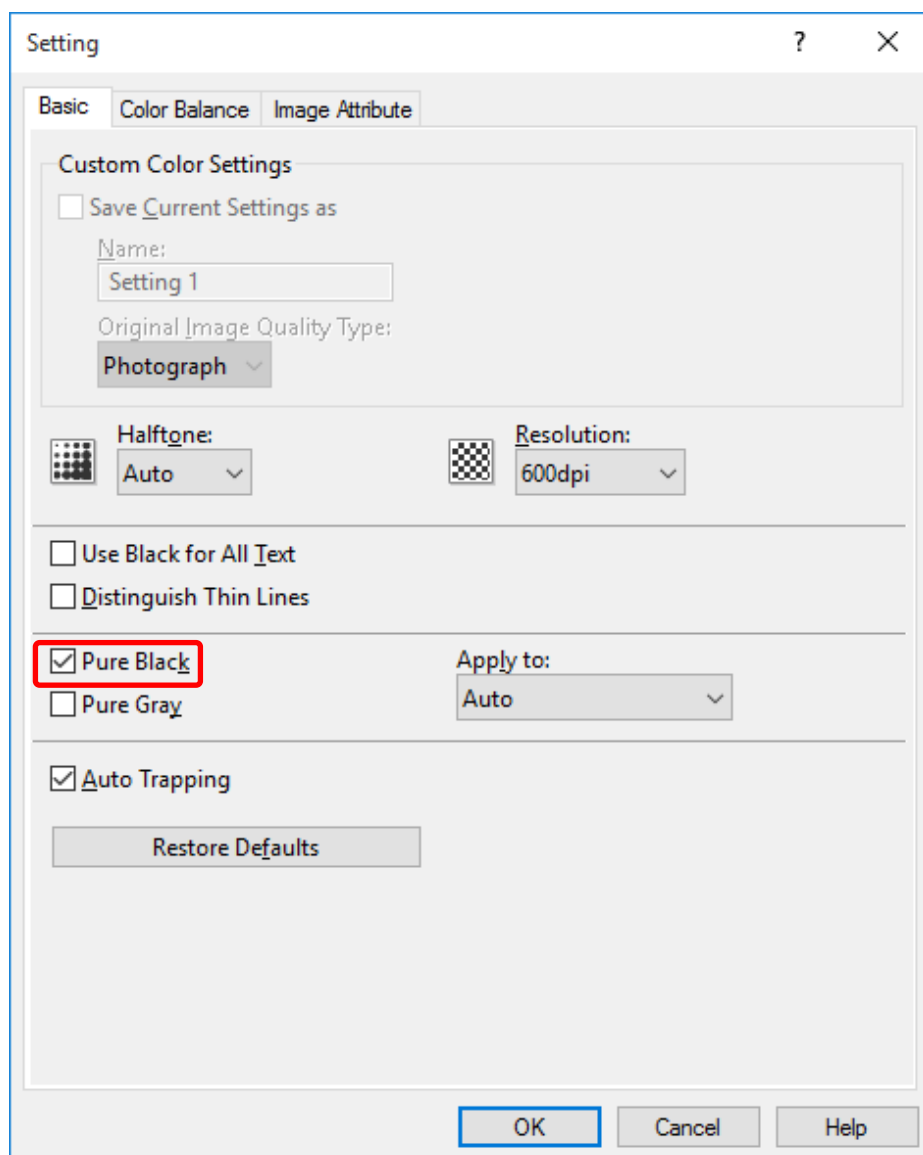 Setting
Basic Color Balance Image Attribute
Custom Color Settings
Save Current Settings as
Name:
Setting 1
Original Image Quality Type:
Photograph
Halftone: Resolution:
Auto 600dpi
Use Black for All Text
Distinguish Thin Lines
Pure Black Apply to:
Pure Gray Auto
Auto Trapping
Restore Defaults
OK Cancel Help